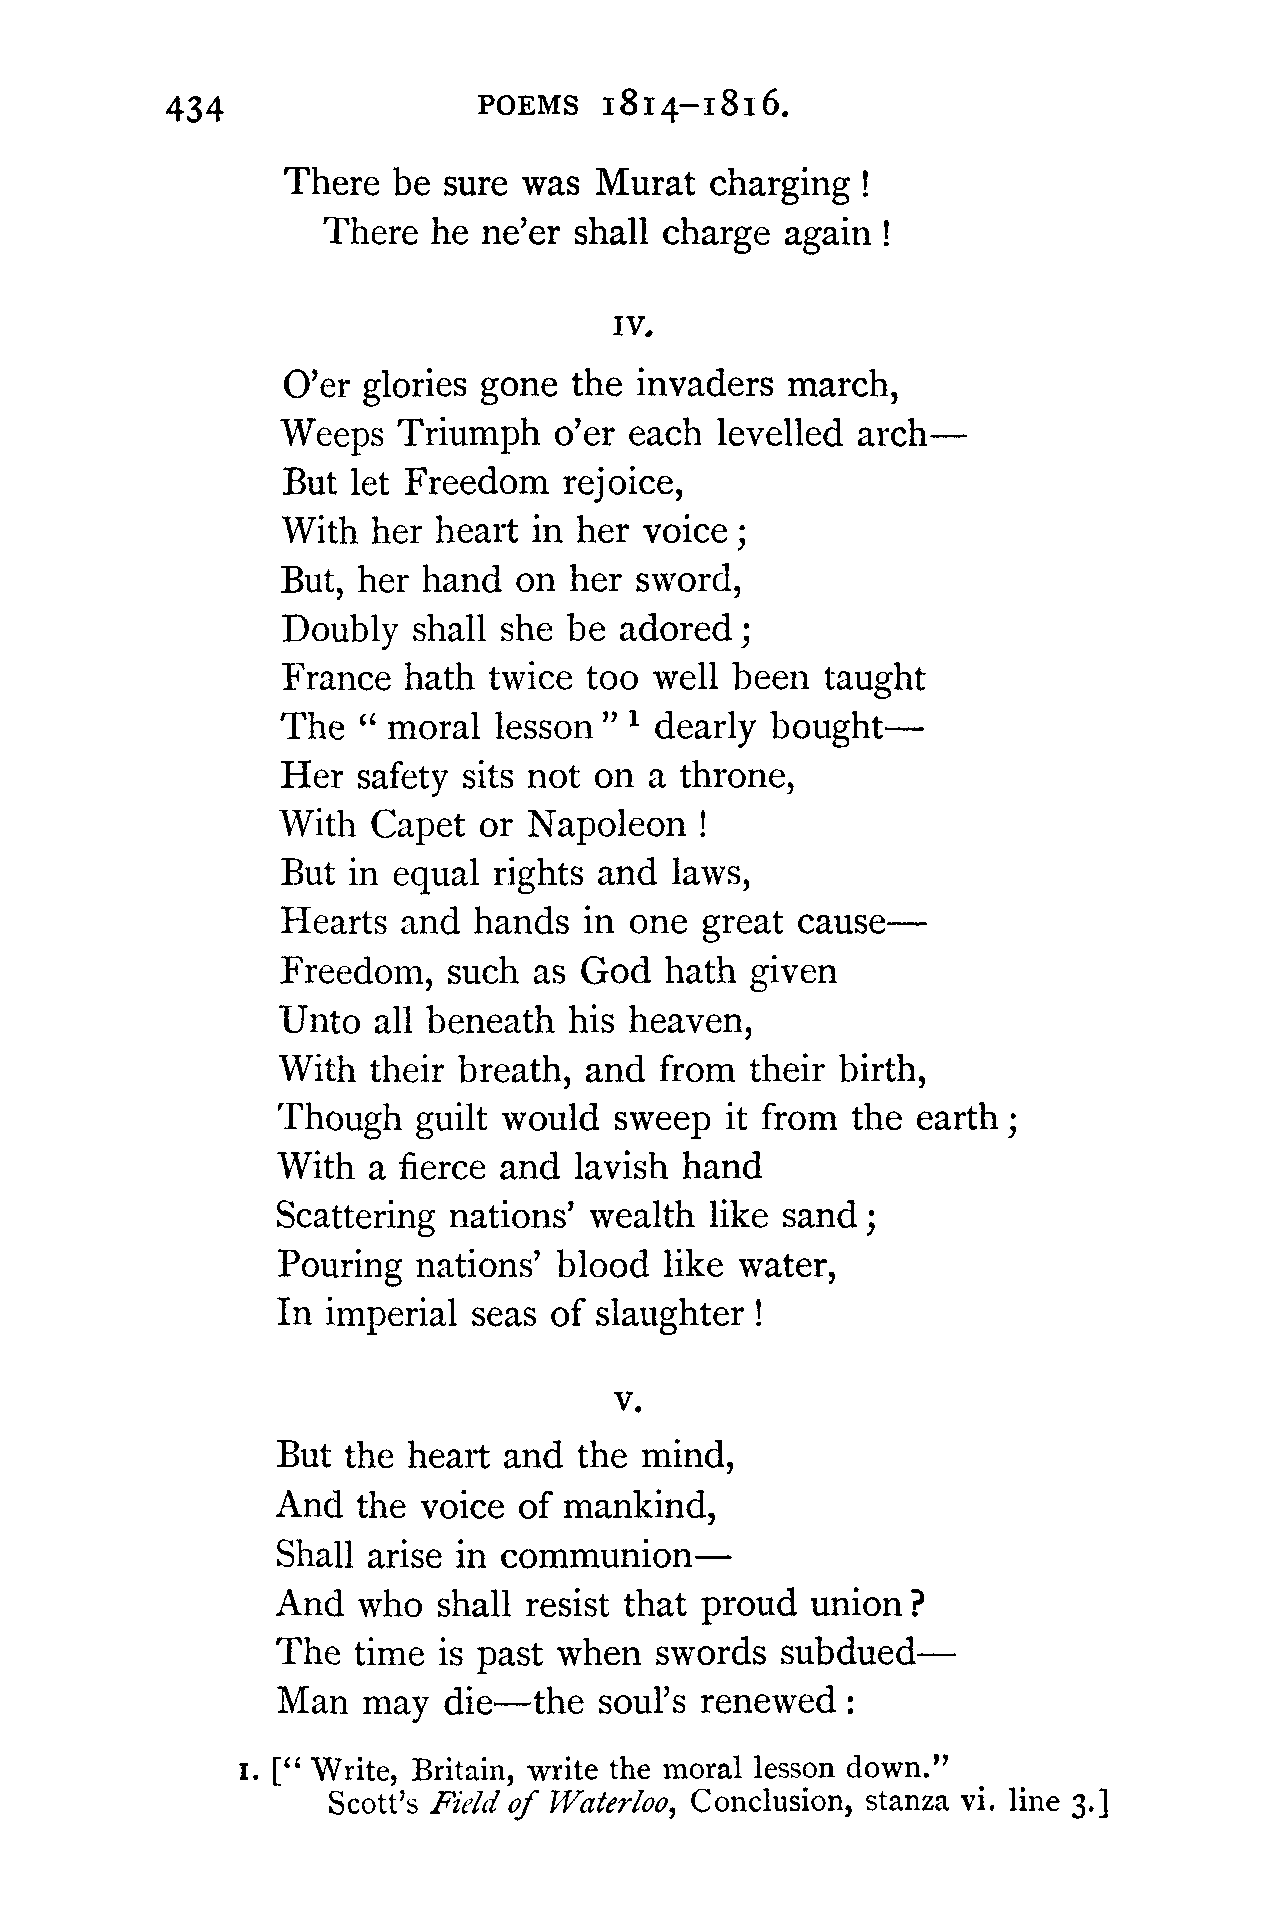 434 POEMS 1814–1816.
There be sure was Murat charging !
There he ne’er shall charge again !
IV.
O’er glories gone the invaders march,
Weeps Triumph o’er each levelled arch—
But let Freedom rejoice,
With her heart in her voice ;
But, her hand on her sword,
Doubly shall she be adored ;
France hath twice too well been taught
The “ moral lesson ” ¹ dearly bought—
Her safety sits not on a throne,
With Capet or Napoleon !
But in equal rights and laws,
Hearts and hands in one great cause—
Freedom, such as God hath given
Unto all beneath his heaven,
With their breath, and from their birth,
Though guilt would sweep it from the earth ;
With a fierce and lavish hand
Scattering nations’ wealth like sand ;
Pouring nations’ blood like water,
In imperial seas of slaughter !
V.
But the heart and the mind,
And the voice of mankind,
Shall arise in communion—
And who shall resist that proud union ?
The time is past when swords subdued—
Man may die—the soul’s renewed :
1. [“ Write, Britain, write the moral lesson down.”
Scott’s Field of Waterloo, Conclusion, stanza vi. line 3.]